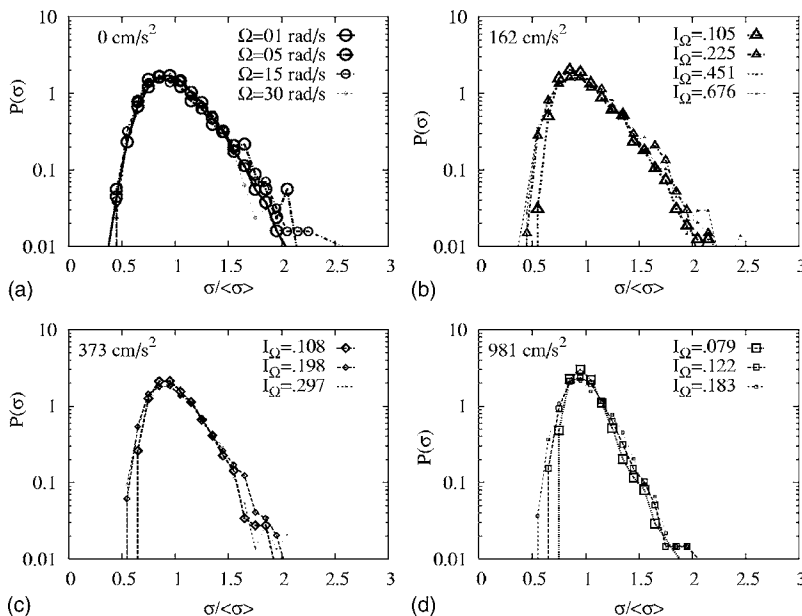 0 cm/s²
Ω=01 rad/s
Ω=05 rad/s
Ω=15 rad/s
Ω=30 rad/s
P(σ)
10
1
0.1
0.01
0 0.5 1 1.5 2 2.5 3
σ/<σ>
(a)
162 cm/s²
I_Ω=.105
I_Ω=.225
I_Ω=.451
I_Ω=.676
P(σ)
10
1
0.1
0.01
0 0.5 1 1.5 2 2.5 3
σ/<σ>
(b)
373 cm/s²
I_Ω=.108
I_Ω=.198
I_Ω=.297
P(σ)
10
1
0.1
0.01
0 0.5 1 1.5 2 2.5 3
σ/<σ>
(c)
981 cm/s²
I_Ω=.079
I_Ω=.122
I_Ω=.183
P(σ)
10
1
0.1
0.01
0 0.5 1 1.5 2 2.5 3
σ/<σ>
(d)